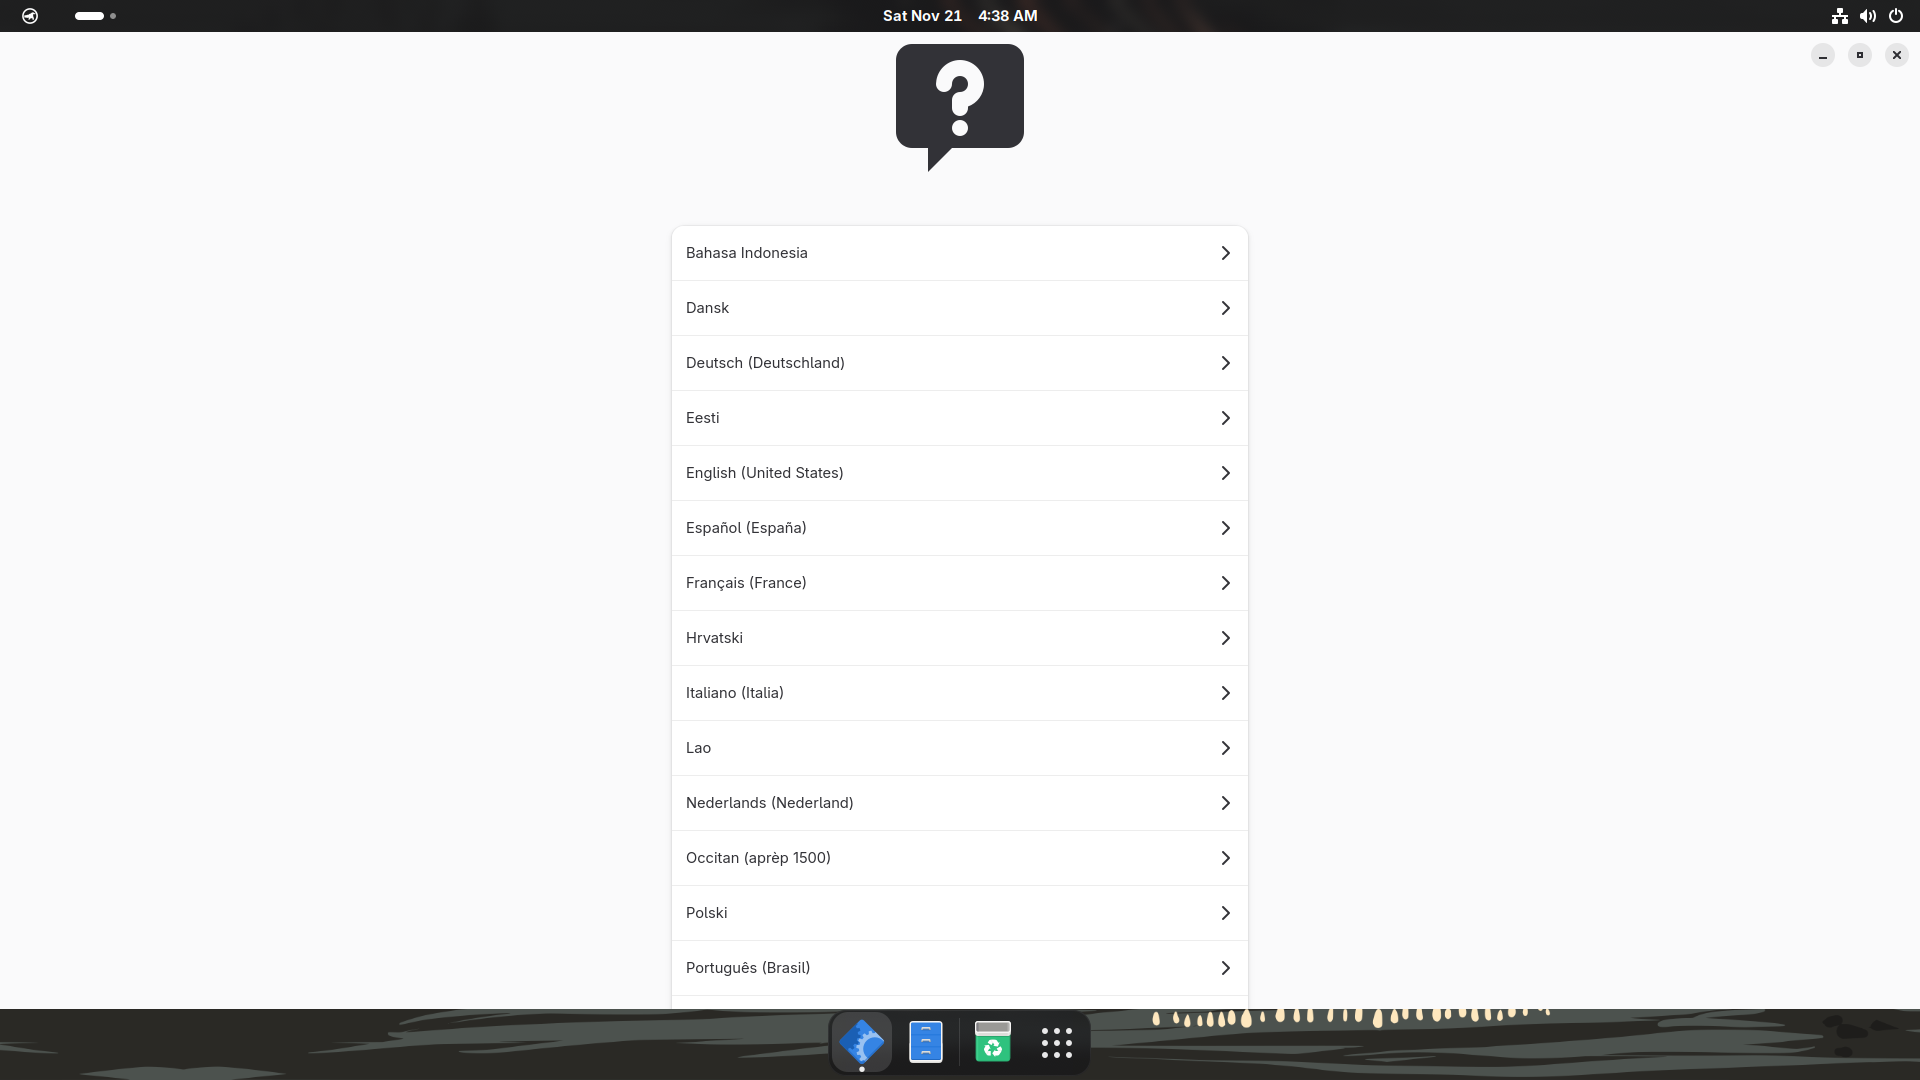 Sat Nov 21 4:38 AM
Bahasa Indonesia
Dansk
Deutsch (Deutschland)
Eesti
English (United States)
Español (España)
Français (France)
Hrvatski
Italiano (Italia)
Lao
Nederlands (Nederland)
Occitan (aprèp 1500)
Polski
Português (Brasil)